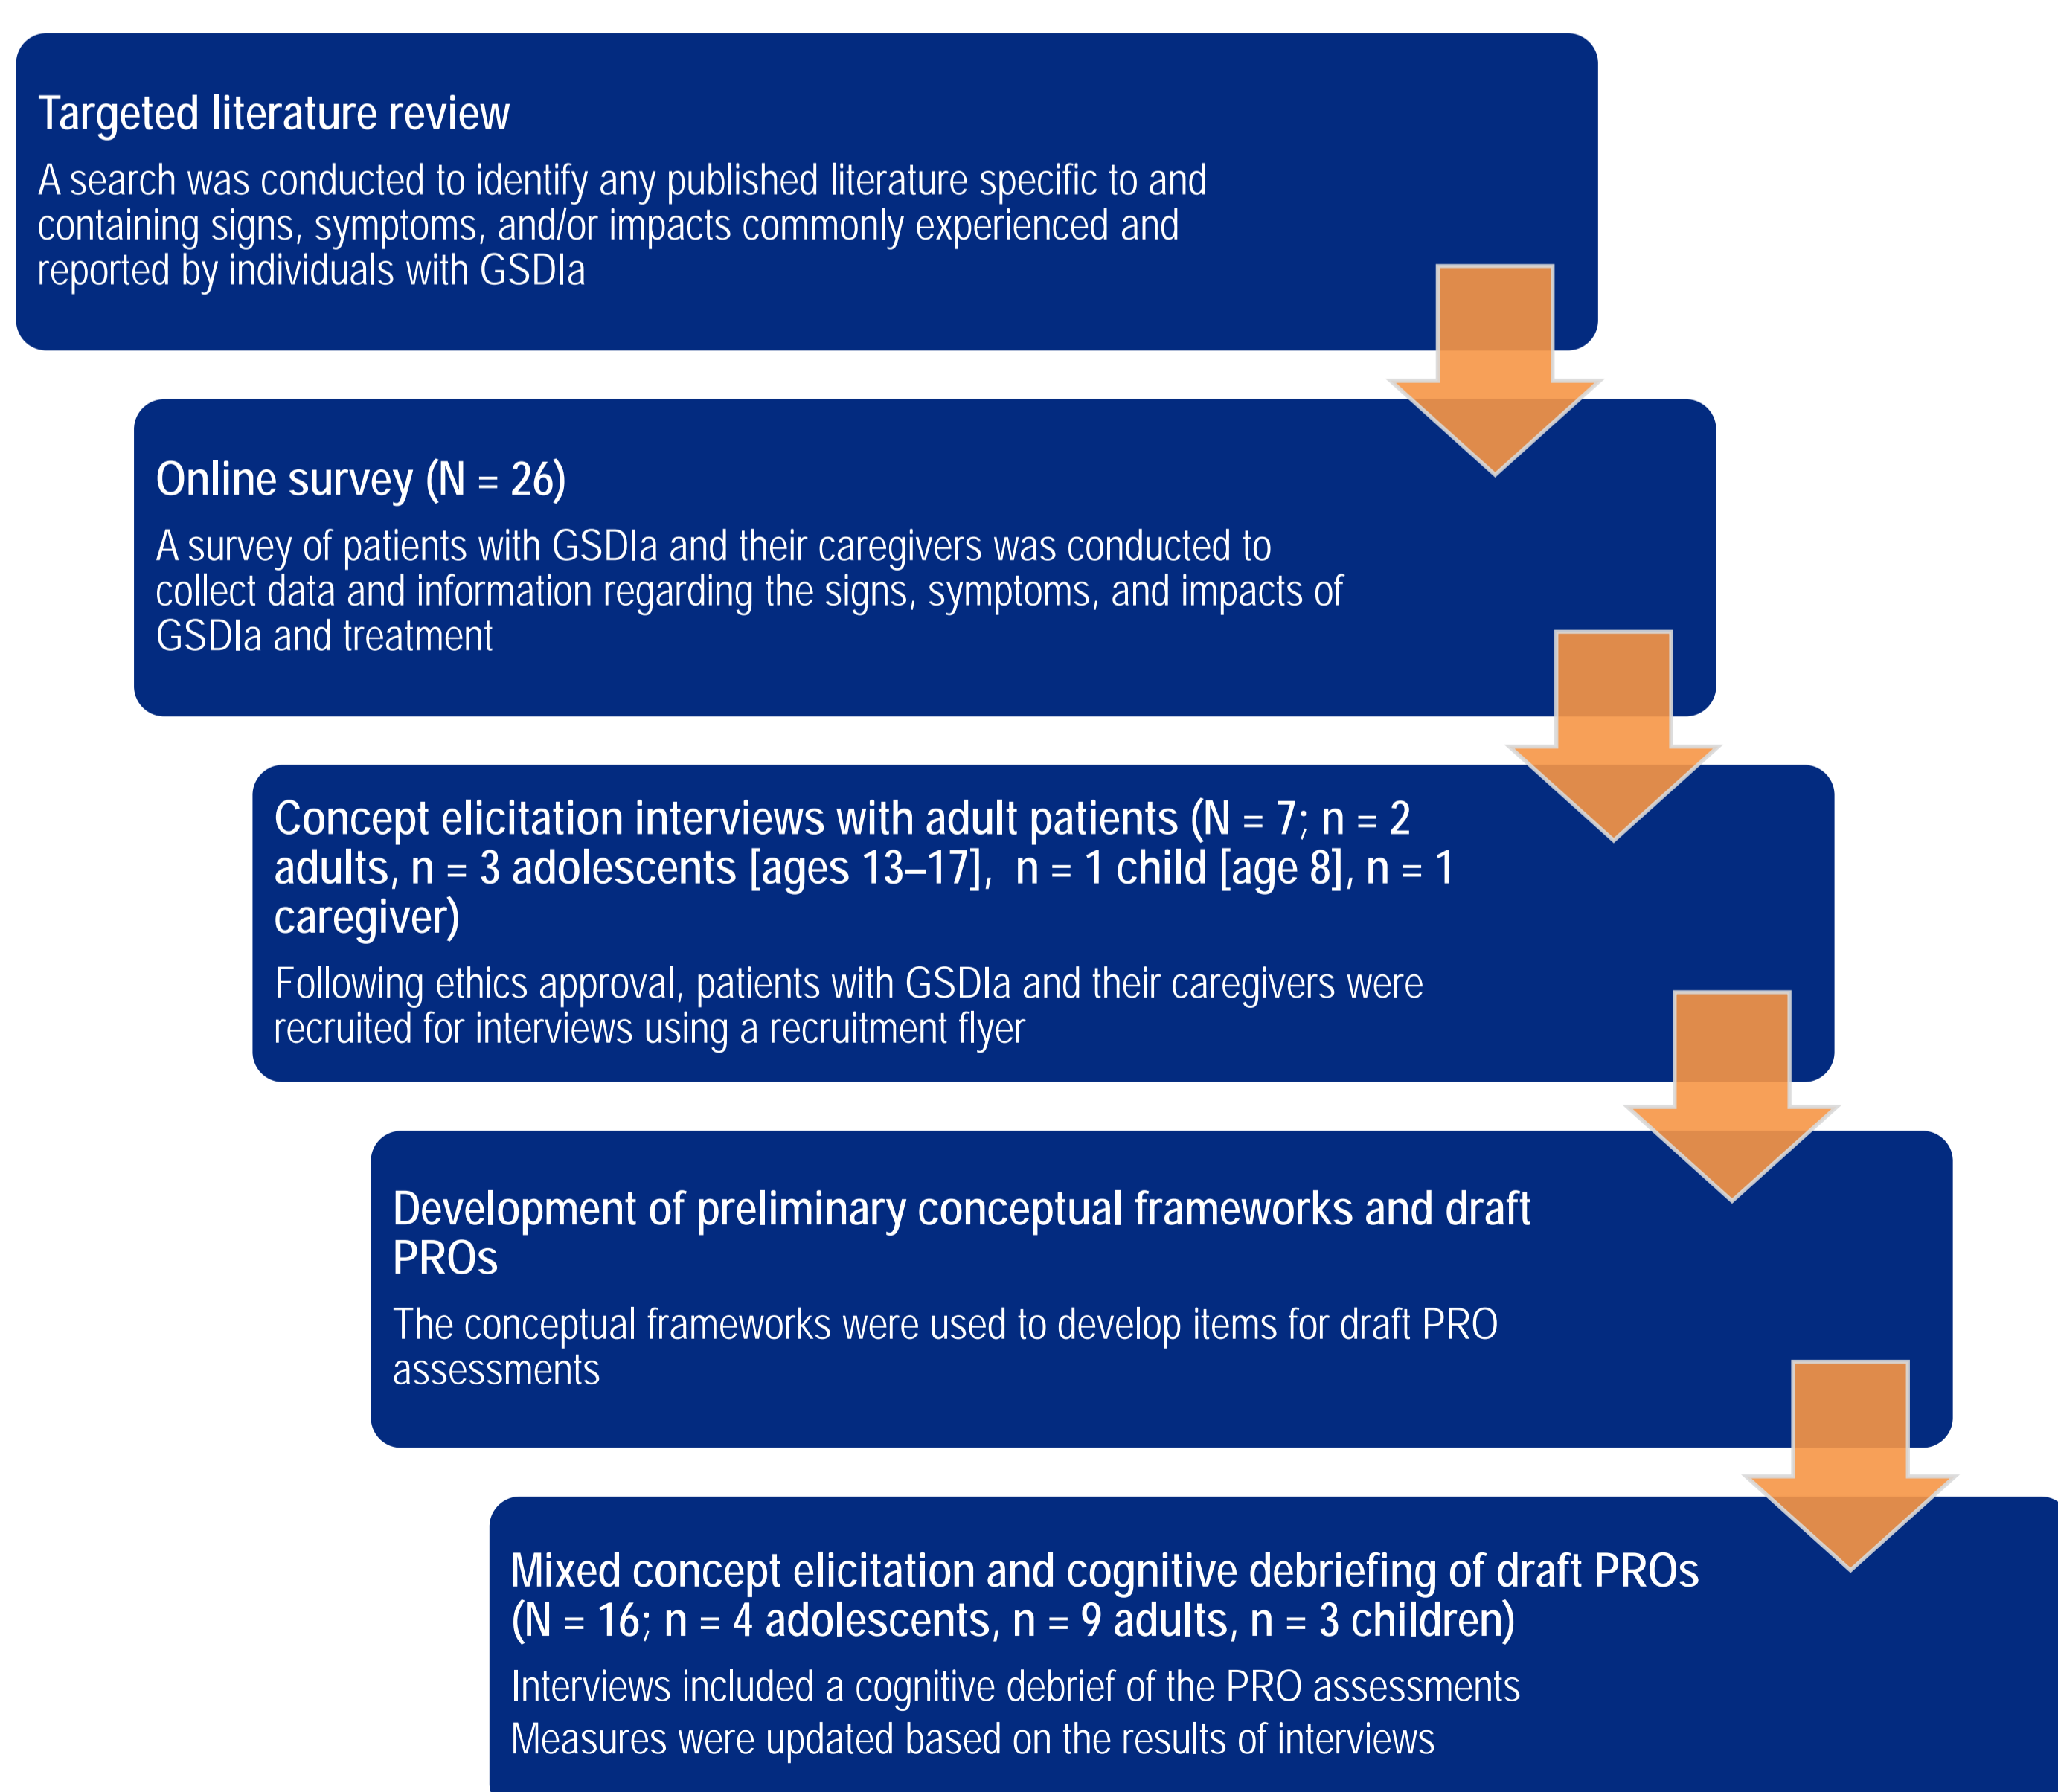 Targeted literature review
A search was conducted to identify any published literature specific to and
containing signs, symptoms, and/or impacts commonly experienced and
reported by individuals with GSDIa
Online survey (N = 26)
A survey of patients with GSDIa and their caregivers was conducted to
collect data and information regarding the signs, symptoms, and impacts of
GSDIa and treatment
Concept elicitation interviews with adult patients (N = 7; n = 2
adults, n = 3 adolescents [ages 13–17], n = 1 child [age 8], n = 1
caregiver)
Following ethics approval, patients with GSDIa and their caregivers were
recruited for interviews using a recruitment flyer
Development of preliminary conceptual frameworks and draft
PROs
The conceptual frameworks were used to develop items for draft PRO
assessments
Mixed concept elicitation and cognitive debriefing of draft PROs
(N = 16; n = 4 adolescents, n = 9 adults, n = 3 children)
Interviews included a cognitive debrief of the PRO assessments
Measures were updated based on the results of interviews